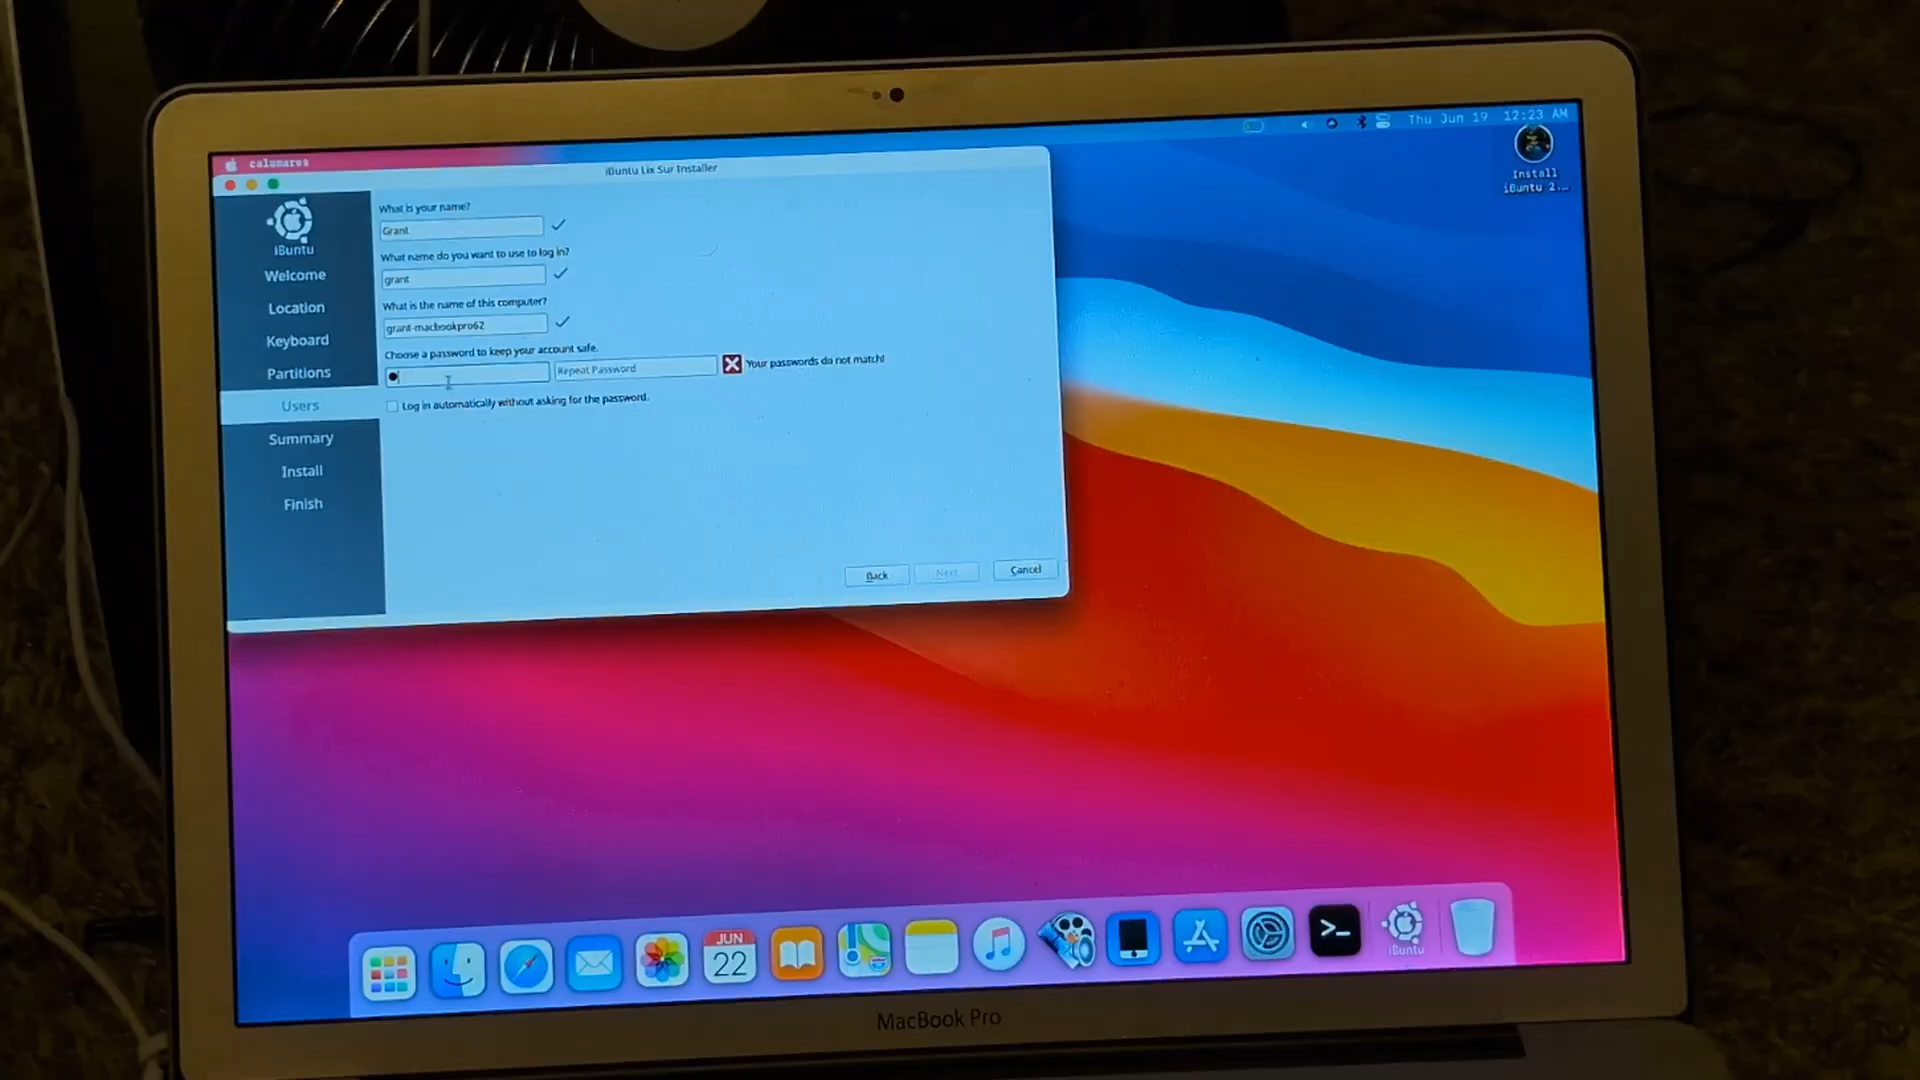 calamares
Thu Jun 19 12:23 AM
iBuntu Lix Sur Installer
Install
iBuntu 2...
iBuntu
Welcome
Location
Keyboard
Partitions
Users
Summary
Install
Finish
What is your name?
Grant
What name do you want to use to log in?
grant
What is the name of this computer?
grant-macbookpro62
Choose a password to keep your account safe.
Repeat Password
Your passwords do not match!
Log in automatically without asking for the password.
Back
Next
Cancel
JUN
22
iBuntu
MacBook Pro